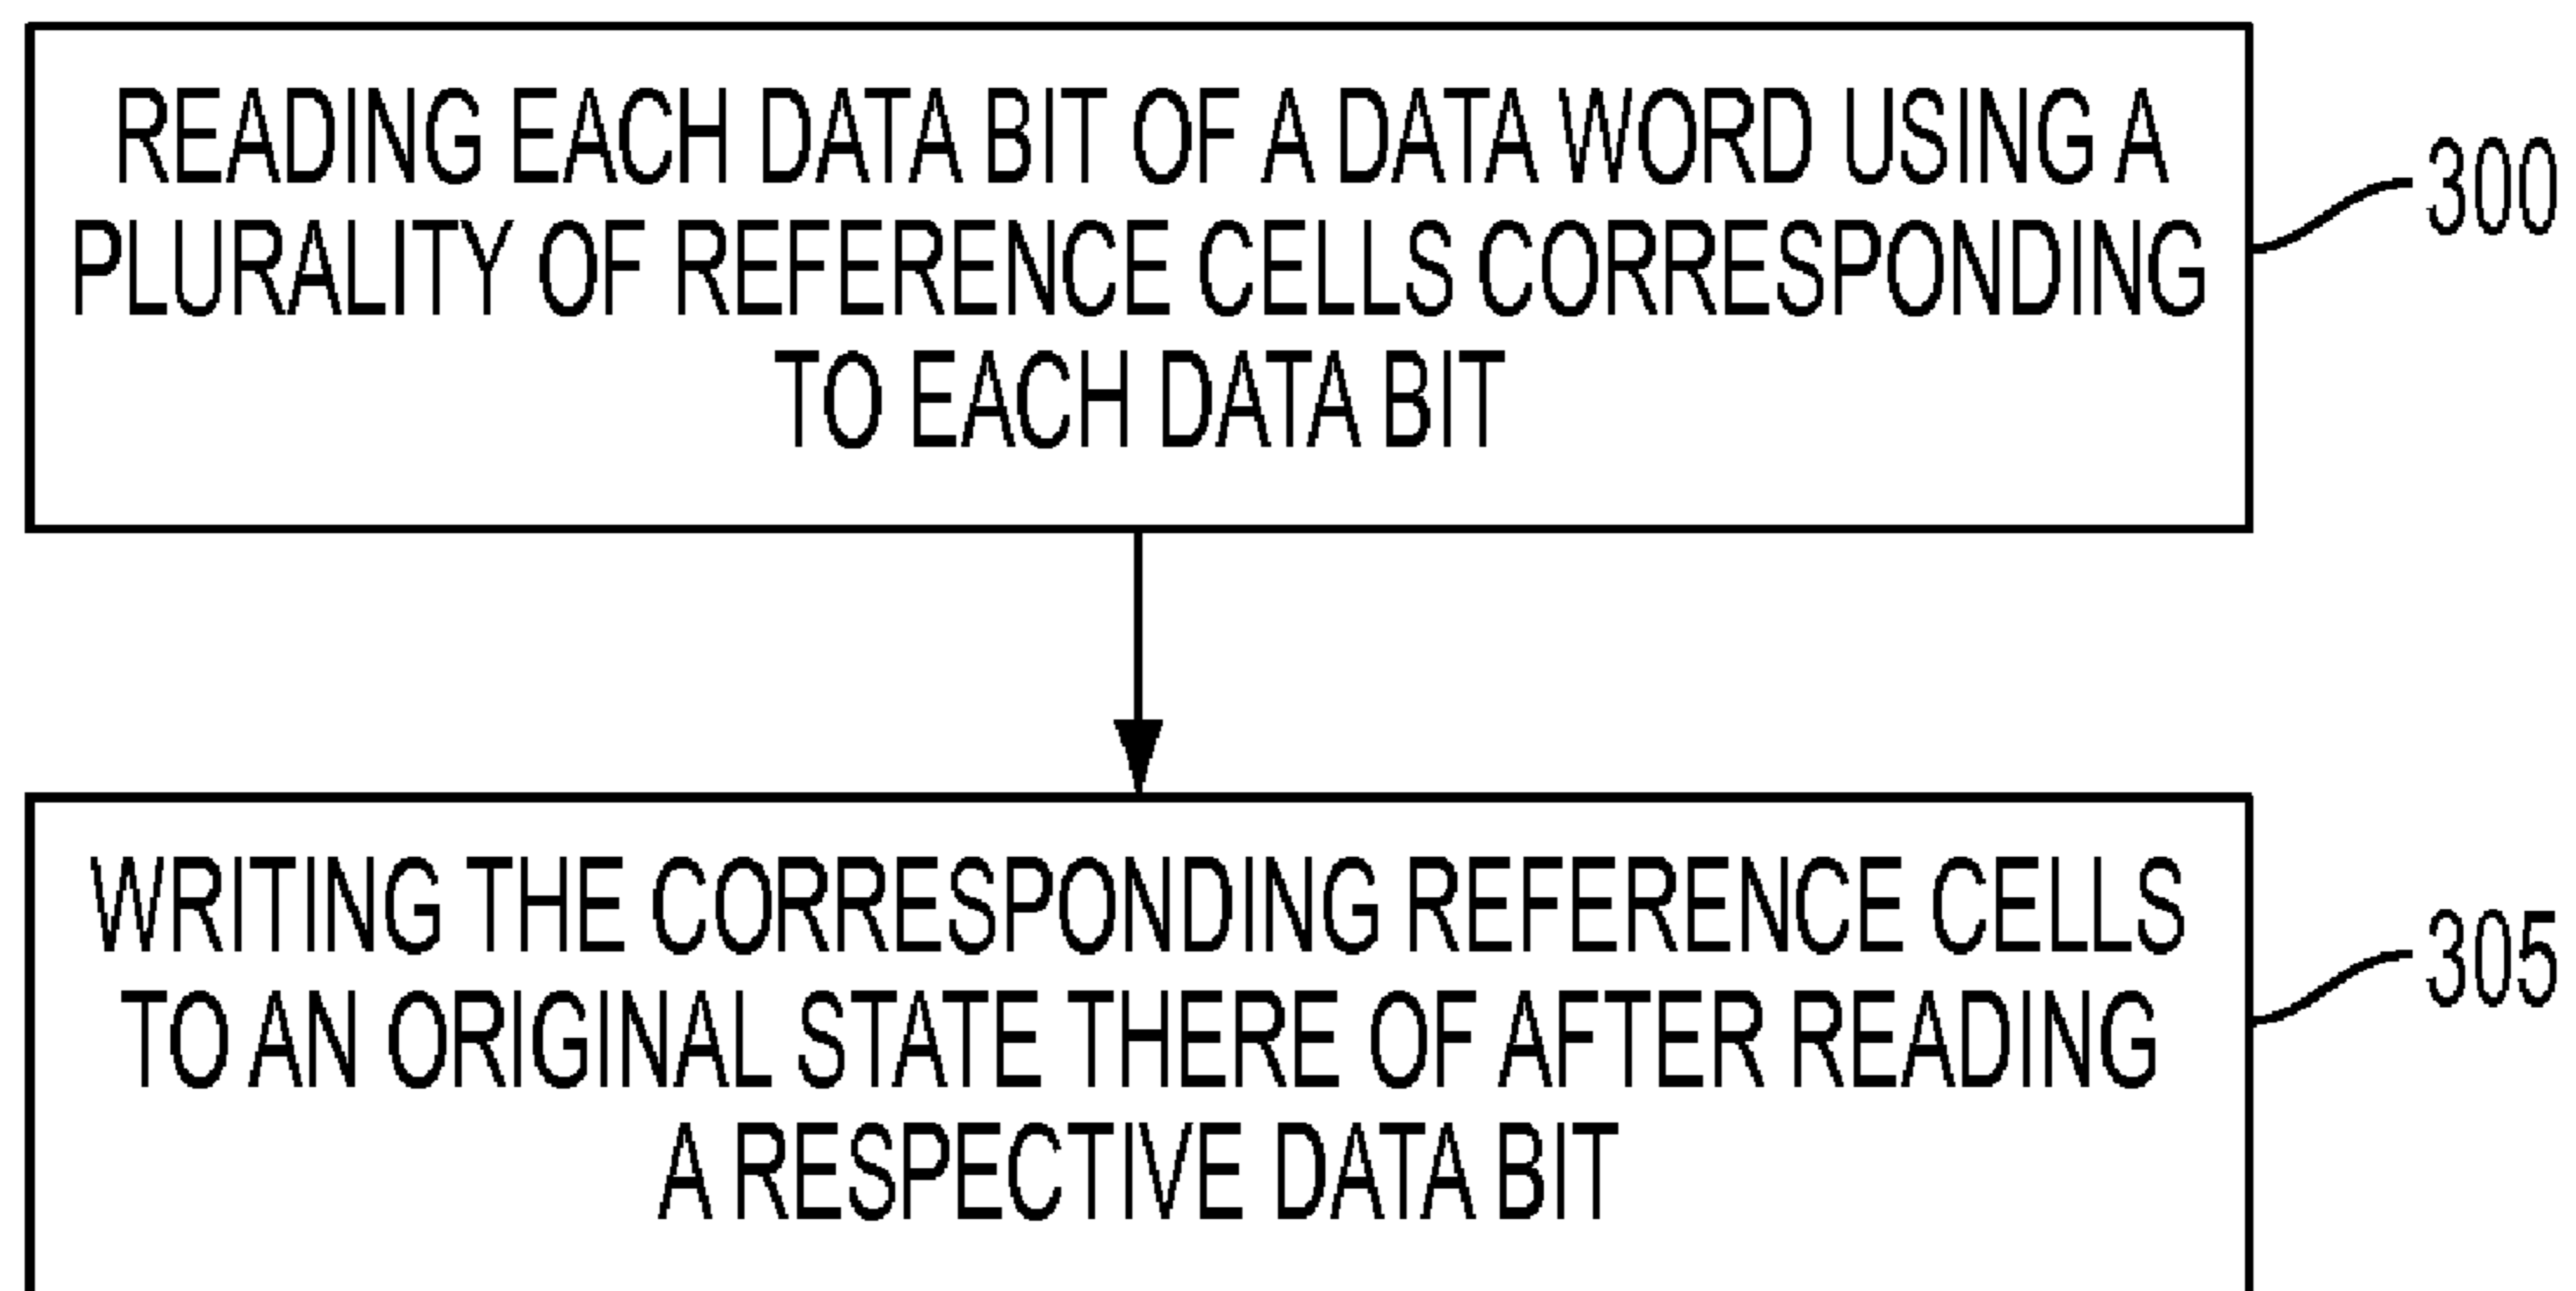 READING EACH DATA BIT OF A DATA WORD USING A
PLURALITY OF REFERENCE CELLS CORRESPONDING
TO EACH DATA BIT
300
WRITING THE CORRESPONDING REFERENCE CELLS
TO AN ORIGINAL STATE THERE OF AFTER READING
A RESPECTIVE DATA BIT
305